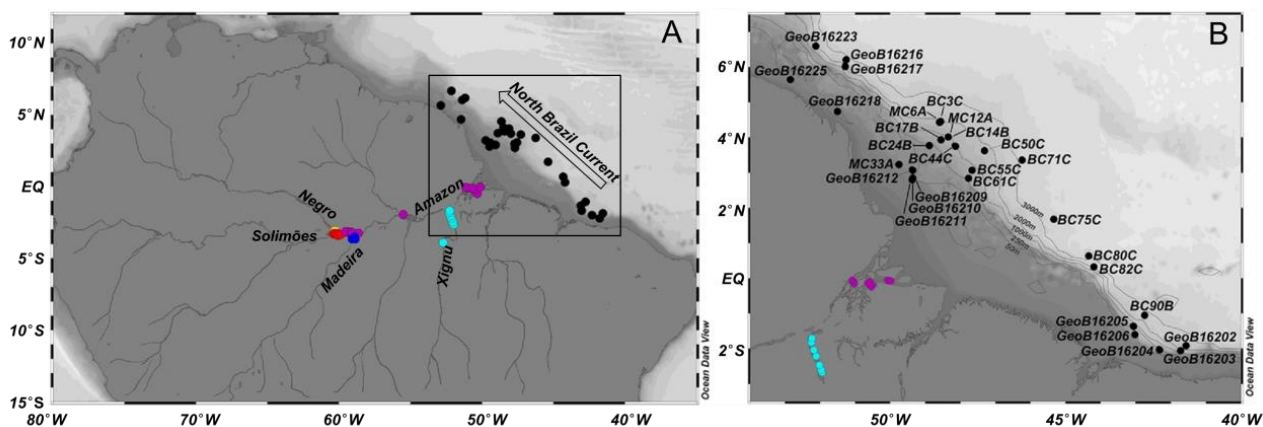 A
10°N
5°N
EQ
5°S
10°S
15°S
80°W
70°W
60°W
50°W
40°W
North Brazil Current
Amazon
Negro
Solimões
Madeira
Xignu
Ocean Data View
B
6°N
4°N
2°N
EQ
2°S
50°W
45°W
40°W
GeoB16223
GeoB16216
GeoB16217
GeoB16225
GeoB16218
BC3C
MC6A
MC12A
BC17B
BC14B
BC24B
BC50C
BC44C
BC71C
MC33A
BC55C
GeoB16212
BC61C
GeoB16209
GeoB16210
GeoB16211
3000m
2000m
1000m
250m
50m
BC75C
BC80C
BC82C
BC90B
GeoB16205
GeoB16206
GeoB16202
GeoB16204
GeoB16203
Ocean Data View